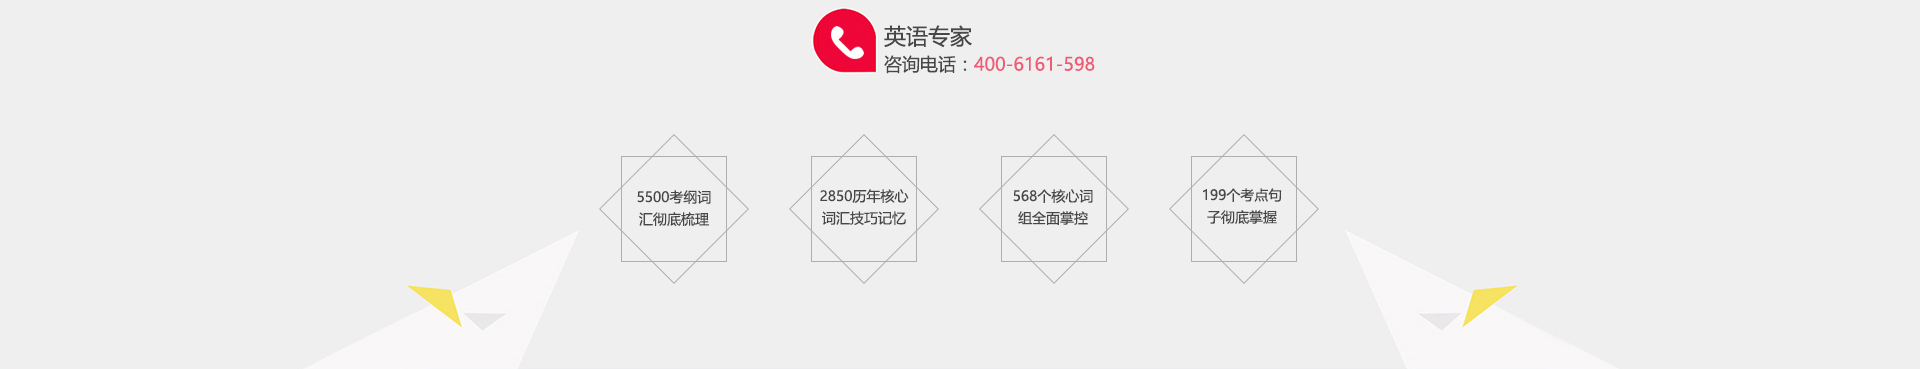 英语专家
咨询电话：400-6161-598
5500考纲词
汇彻底梳理
2850历年核心
词汇技巧记忆
568个核心词
组全面掌控
199个考点句
子彻底掌握